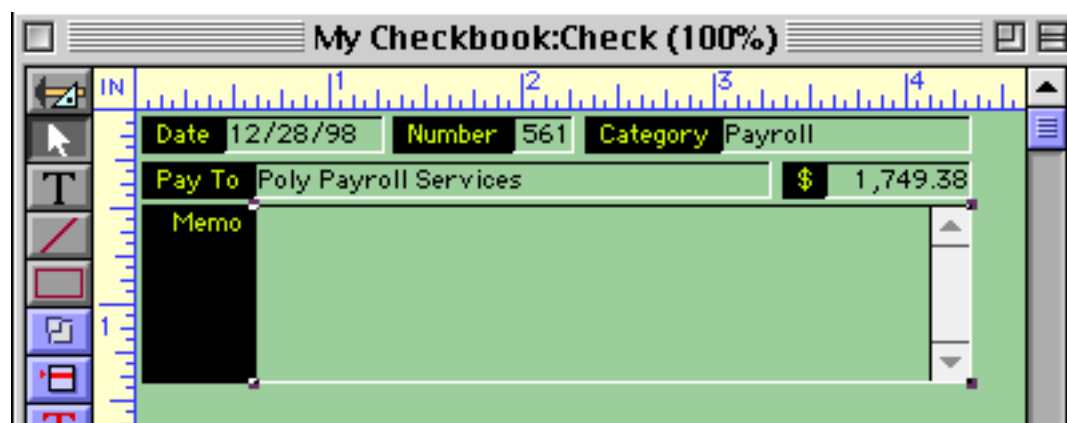 My Checkbook:Check (100%)
IN 1 2 3 4
Date 12/28/98 Number 561 Category Payroll
T Pay To Poly Payroll Services $ 1,749.38
Memo
1
T